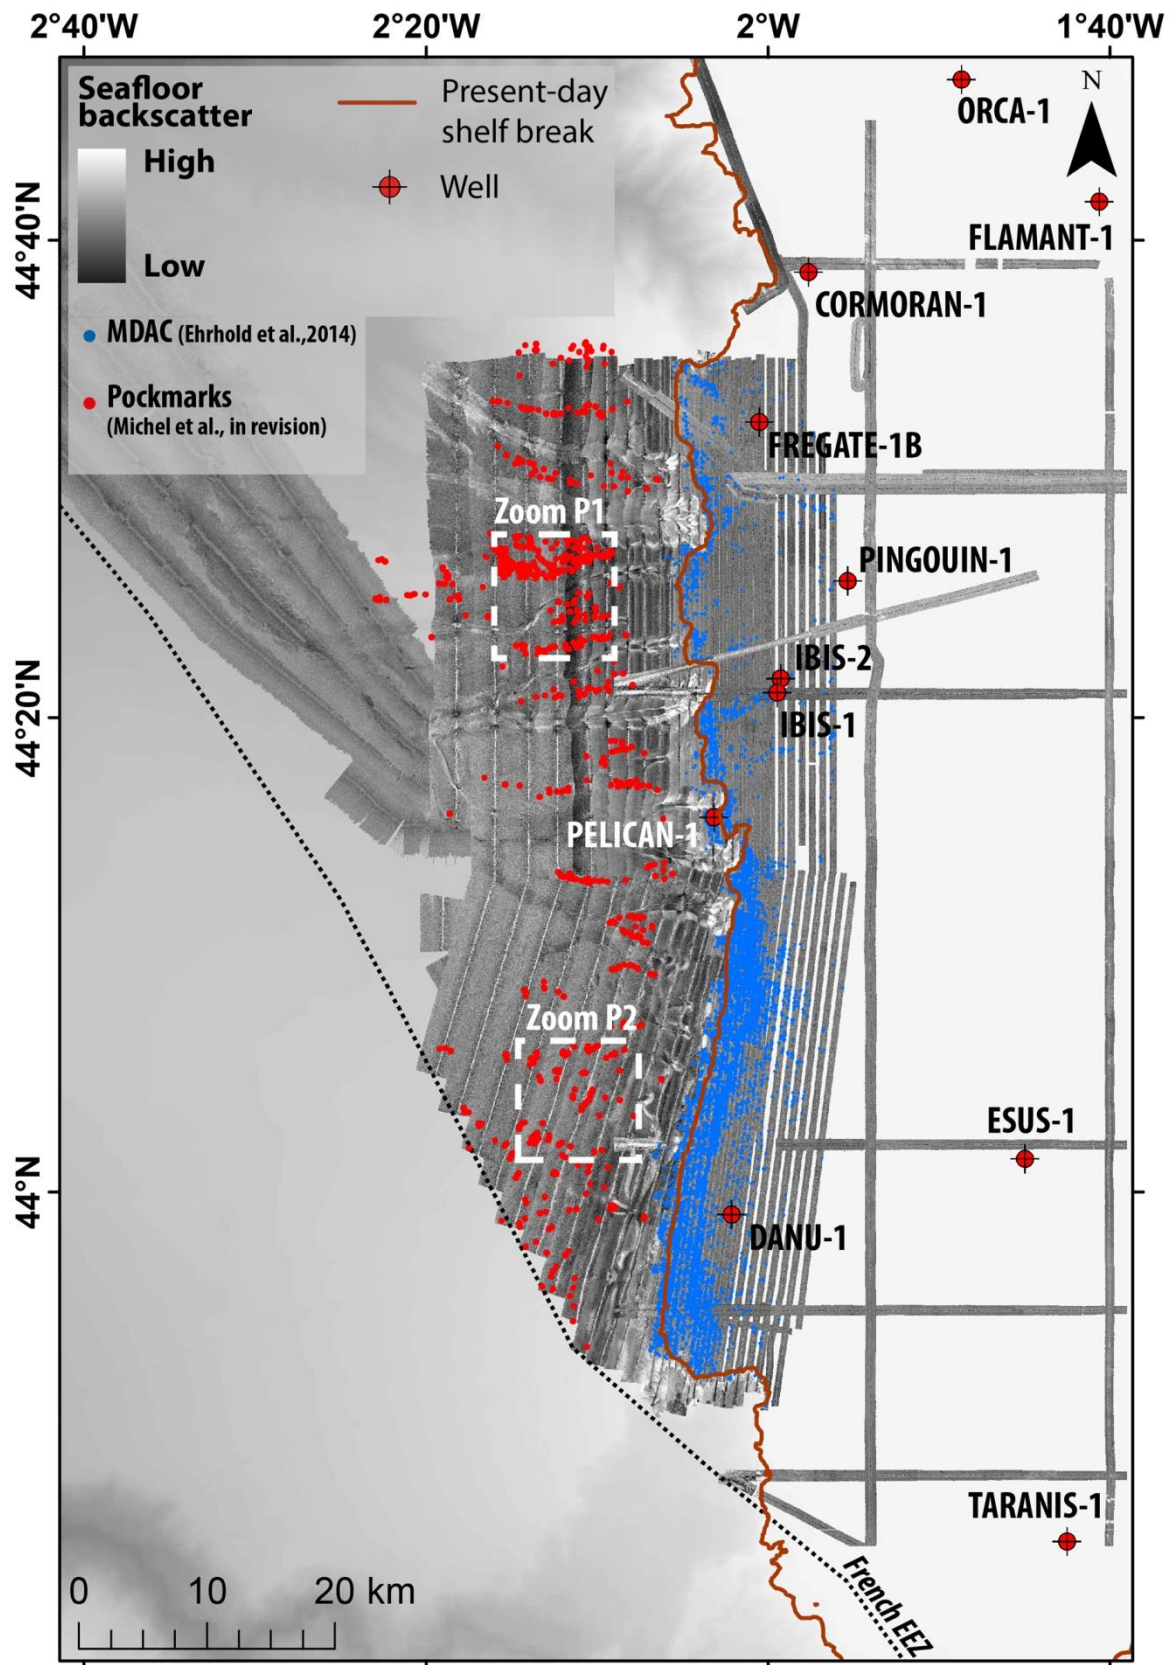 2°40'W
2°20'W
2°W
1°40'W
Seafloor
backscatter
High
Low
Present-day
shelf break
Well
MDAC (Ehrhold et al.,2014)
Pockmarks
(Michel et al., in revision)
N
ORCA-1
FLAMANT-1
44°40'N
CORMORAN-1
FREGATE-1B
Zoom P1
PINGOUIN-1
IBIS-2
44°20'N
IBIS-1
PELICAN-1
Zoom P2
ESUS-1
44°N
DANU-1
TARANIS-1
French EEZ
0 10 20 km